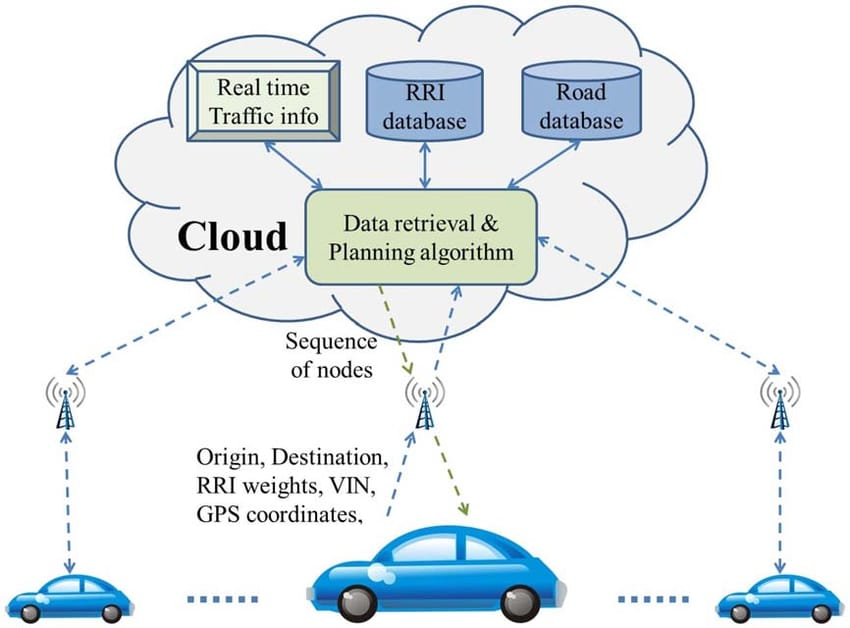 Real time
Traffic info
RRI
database
Road
database
Cloud
Data retrieval &
Planning algorithm
Sequence
of nodes
Origin, Destination,
RRI weights, VIN,
GPS coordinates,